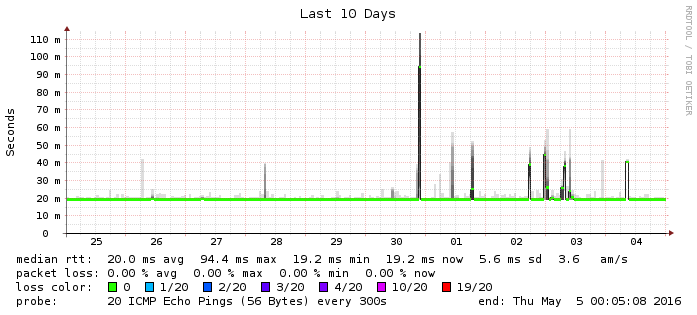 Last 10 Days
RRDTOOL / TOBI OETIKER
Seconds
110 m
100 m
90 m
80 m
70 m
60 m
50 m
40 m
30 m
20 m
10 m
0
25 26 27 28 29 30 01 02 03 04
median rtt: 20.0 ms avg 94.4 ms max 19.2 ms min 19.2 ms now 5.6 ms sd 3.6 am/s
packet loss: 0.00 % avg 0.00 % max 0.00 % min 0.00 % now
loss color: 0 1/20 2/20 3/20 4/20 10/20 19/20
probe: 20 ICMP Echo Pings (56 Bytes) every 300s end: Thu May 5 00:05:08 2016